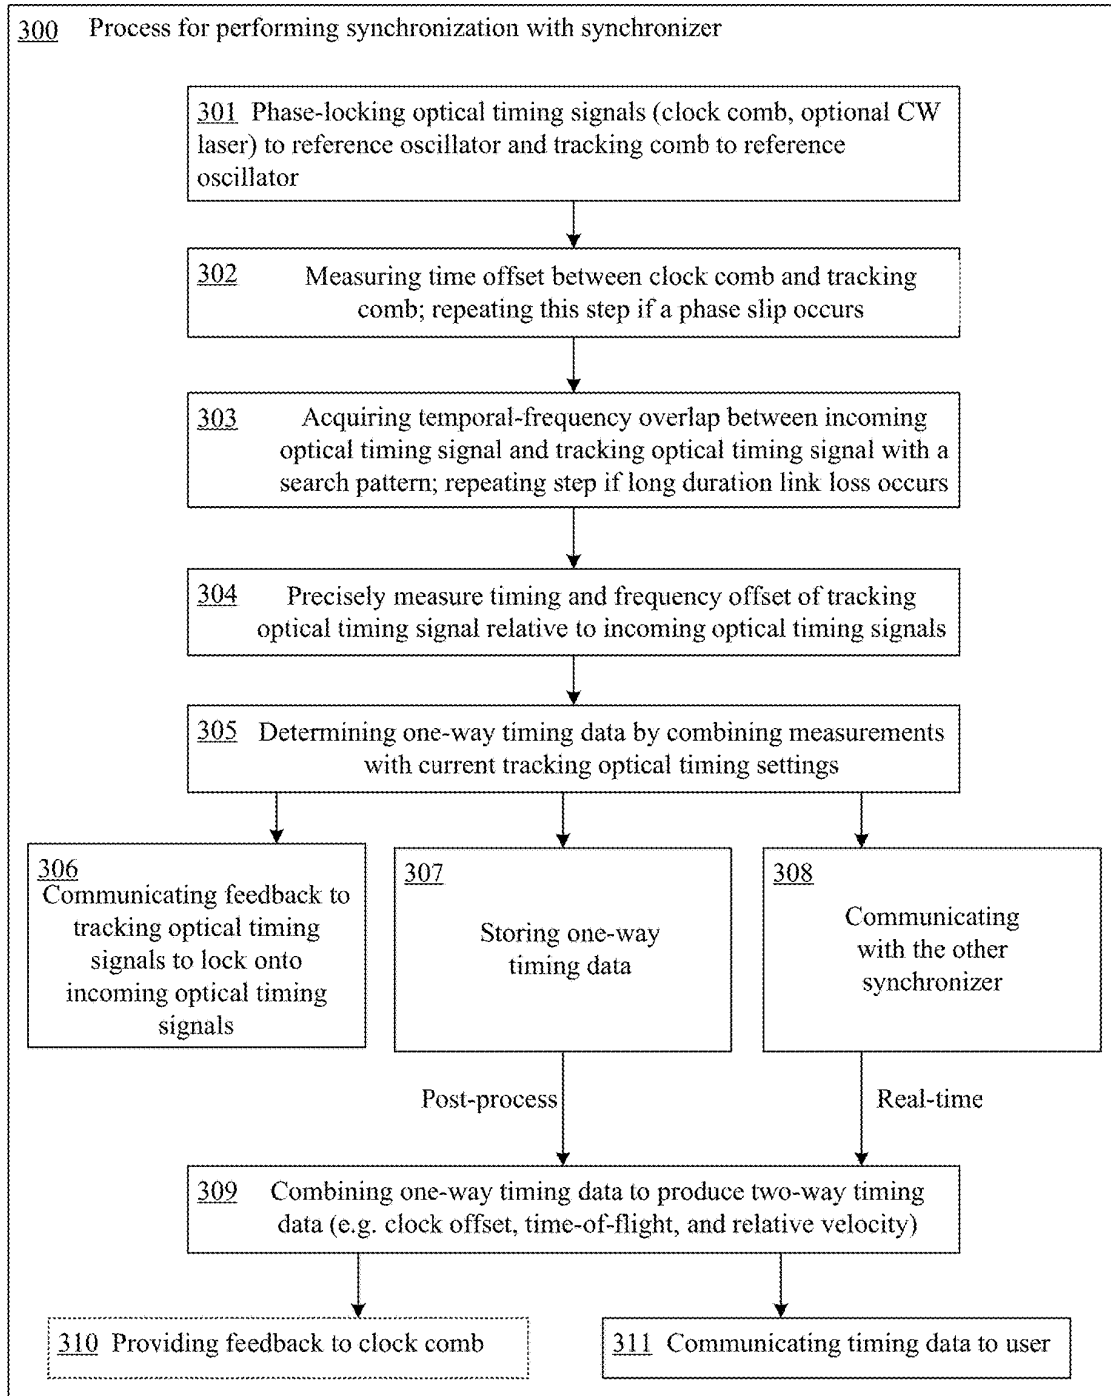 300 Process for performing synchronization with synchronizer
301 Phase-locking optical timing signals (clock comb, optional CW
laser) to reference oscillator and tracking comb to reference
oscillator
302 Measuring time offset between clock comb and tracking
comb; repeating this step if a phase slip occurs
303 Acquiring temporal-frequency overlap between incoming
optical timing signal and tracking optical timing signal with a
search pattern; repeating step if long duration link loss occurs
304 Precisely measure timing and frequency offset of tracking
optical timing signal relative to incoming optical timing signals
305 Determining one-way timing data by combining measurements
with current tracking optical timing settings
306
Communicating feedback to
tracking optical timing
signals to lock onto
incoming optical timing
signals
307
Storing one-way
timing data
308
Communicating
with the other
synchronizer
Post-process
Real-time
309 Combining one-way timing data to produce two-way timing
data (e.g. clock offset, time-of-flight, and relative velocity)
310 Providing feedback to clock comb
311 Communicating timing data to user